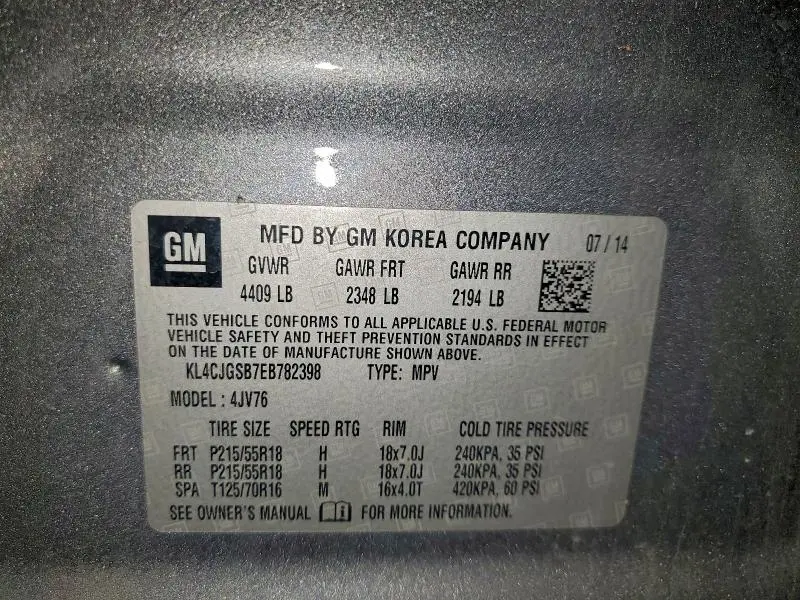 GM MFD BY GM KOREA COMPANY 07/14
GVWR GAWR FRT GAWR RR
4409 LB 2348 LB 2194 LB
THIS VEHICLE CONFORMS TO ALL APPLICABLE U.S. FEDERAL MOTOR
VEHICLE SAFETY AND THEFT PREVENTION STANDARDS IN EFFECT
ON THE DATE OF MANUFACTURE SHOWN ABOVE.
KL4CJGSB7EB782398 TYPE: MPV
MODEL : 4JV76
TIRE SIZE SPEED RTG RIM COLD TIRE PRESSURE
FRT P215/55R18 H 18x7.0J 240KPA, 35 PSI
RR P215/55R18 H 18x7.0J 240KPA, 35 PSI
SPA T125/70R16 M 16x4.0T 420KPA, 60 PSI
SEE OWNER'S MANUAL FOR MORE INFORMATION.